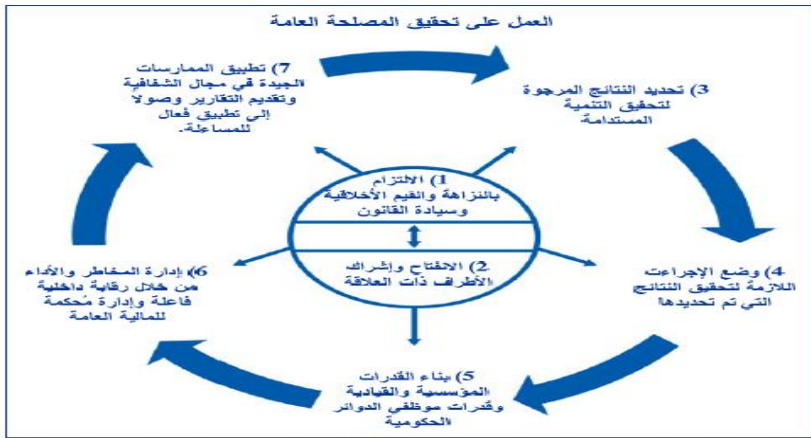 العمل على تحقيق المصلحة العامة
1) الالتزام
بالنزاهة والقيم الأخلاقية
وسيادة القانون
2) الانفتاح وإشراك
الأطراف ذات العلاقة
3) تحديد النتائج المرجوة
لتحقيق التنمية
المستدامة
4) وضع الإجراءت
اللازمة لتحقيق النتائج
التي تم تحديدها
5) بناء القدرات
المؤسسية والقيادية
وقدرات موظفي الدوائر
الحكومية
6) إدارة المخاطر والأداء
من خلال رقابة داخلية
فاعلة وإدارة مُحكمة
للمالية العامة
7) تطبيق الممارسات
الجيدة في مجال الشفافية
وتقديم التقارير وصولاً
إلى تطبيق فعال
للمساءلة.